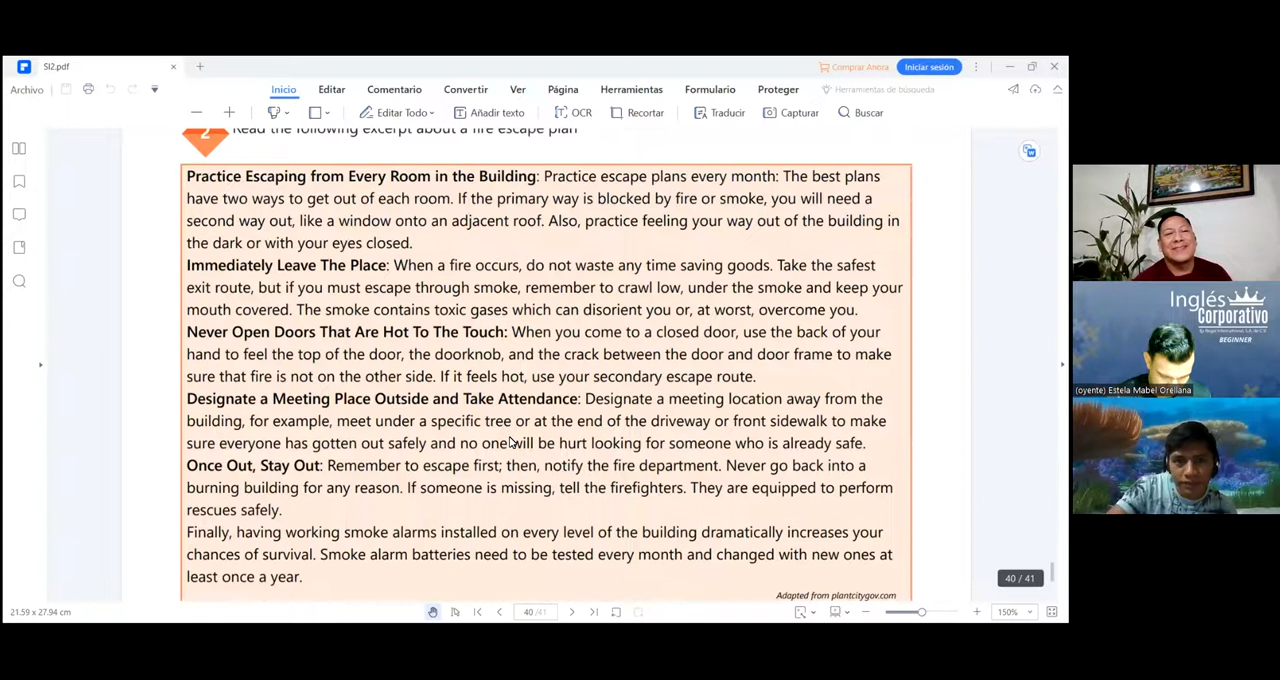 SI2.pdf
Comprar Ahora
Iniciar sesión
Archivo
Inicio
Editar
Comentario
Convertir
Ver
Página
Herramientas
Formulario
Proteger
Herramientas de búsqueda
Editar Todo
Añadir texto
OCR
Recortar
Traducir
Capturar
Buscar
2 Read the following excerpt about a fire escape plan
Practice Escaping from Every Room in the Building: Practice escape plans every month: The best plans
have two ways to get out of each room. If the primary way is blocked by fire or smoke, you will need a
second way out, like a window onto an adjacent roof. Also, practice feeling your way out of the building in
the dark or with your eyes closed.
Immediately Leave The Place: When a fire occurs, do not waste any time saving goods. Take the safest
exit route, but if you must escape through smoke, remember to crawl low, under the smoke and keep your
mouth covered. The smoke contains toxic gases which can disorient you or, at worst, overcome you.
Never Open Doors That Are Hot To The Touch: When you come to a closed door, use the back of your
hand to feel the top of the door, the doorknob, and the crack between the door and door frame to make
sure that fire is not on the other side. If it feels hot, use your secondary escape route.
Designate a Meeting Place Outside and Take Attendance: Designate a meeting location away from the
building, for example, meet under a specific tree or at the end of the driveway or front sidewalk to make
sure everyone has gotten out safely and no one will be hurt looking for someone who is already safe.
Once Out, Stay Out: Remember to escape first; then, notify the fire department. Never go back into a
burning building for any reason. If someone is missing, tell the firefighters. They are equipped to perform
rescues safely.
Finally, having working smoke alarms installed on every level of the building dramatically increases your
chances of survival. Smoke alarm batteries need to be tested every month and changed with new ones at
least once a year.
Adapted from plantcitygov.com
40 / 41
21.59 x 27.94 cm
40 /41
150%
Inglés
Corporativo
BEGINNER
(oyente) Estela Mabel Orellana